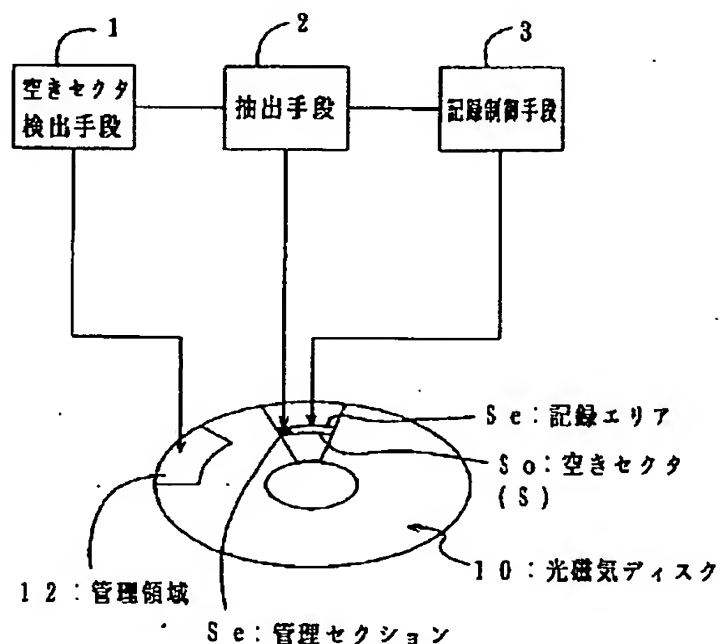 1
2
3
空きセクタ
検出手段
抽出手段
記録制御手段
Se:記録エリア
So:空きセクタ
(S)
10:光磁気ディスク
12:管理領域
Se:管理セクション